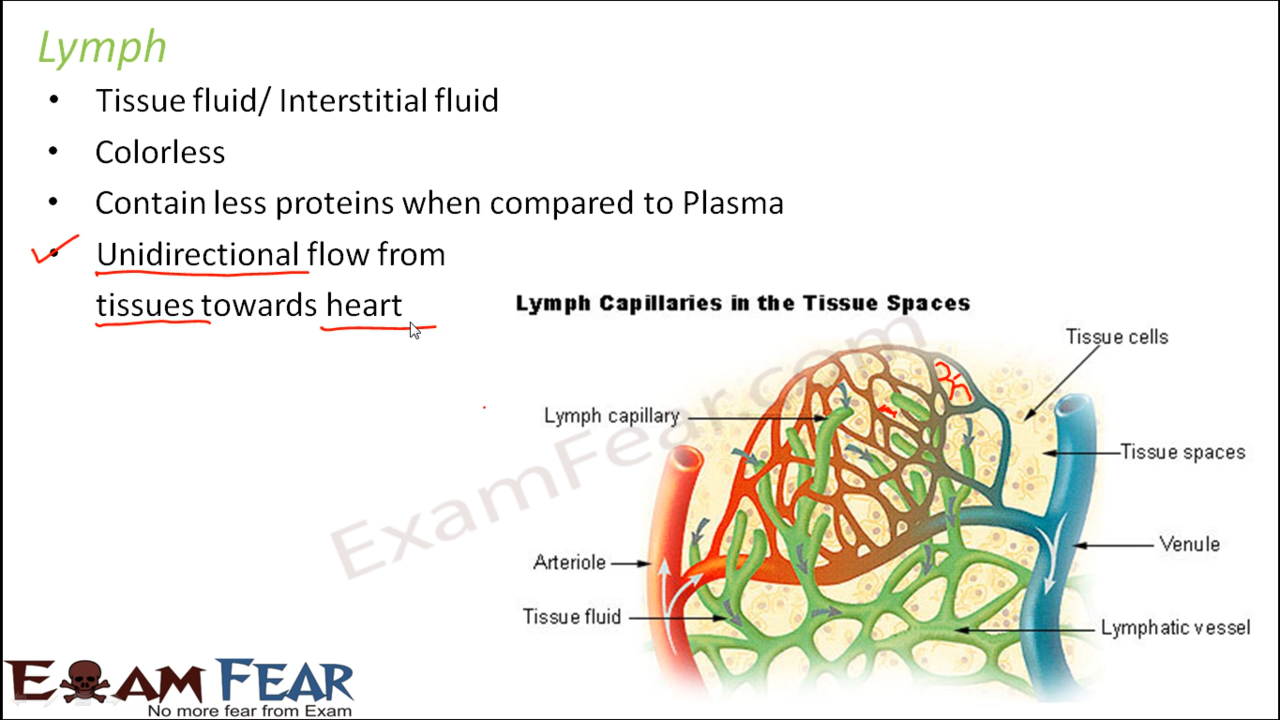 Lymph
• Tissue fluid/ Interstitial fluid
• Colorless
• Contain less proteins when compared to Plasma
• Unidirectional flow from
tissues towards heart
Lymph Capillaries in the Tissue Spaces
Tissue cells
Lymph capillary
Tissue spaces
Venule
Arteriole
Tissue fluid
Lymphatic vessel
ExamFear.com
EXAM FEAR
No more fear from Exam